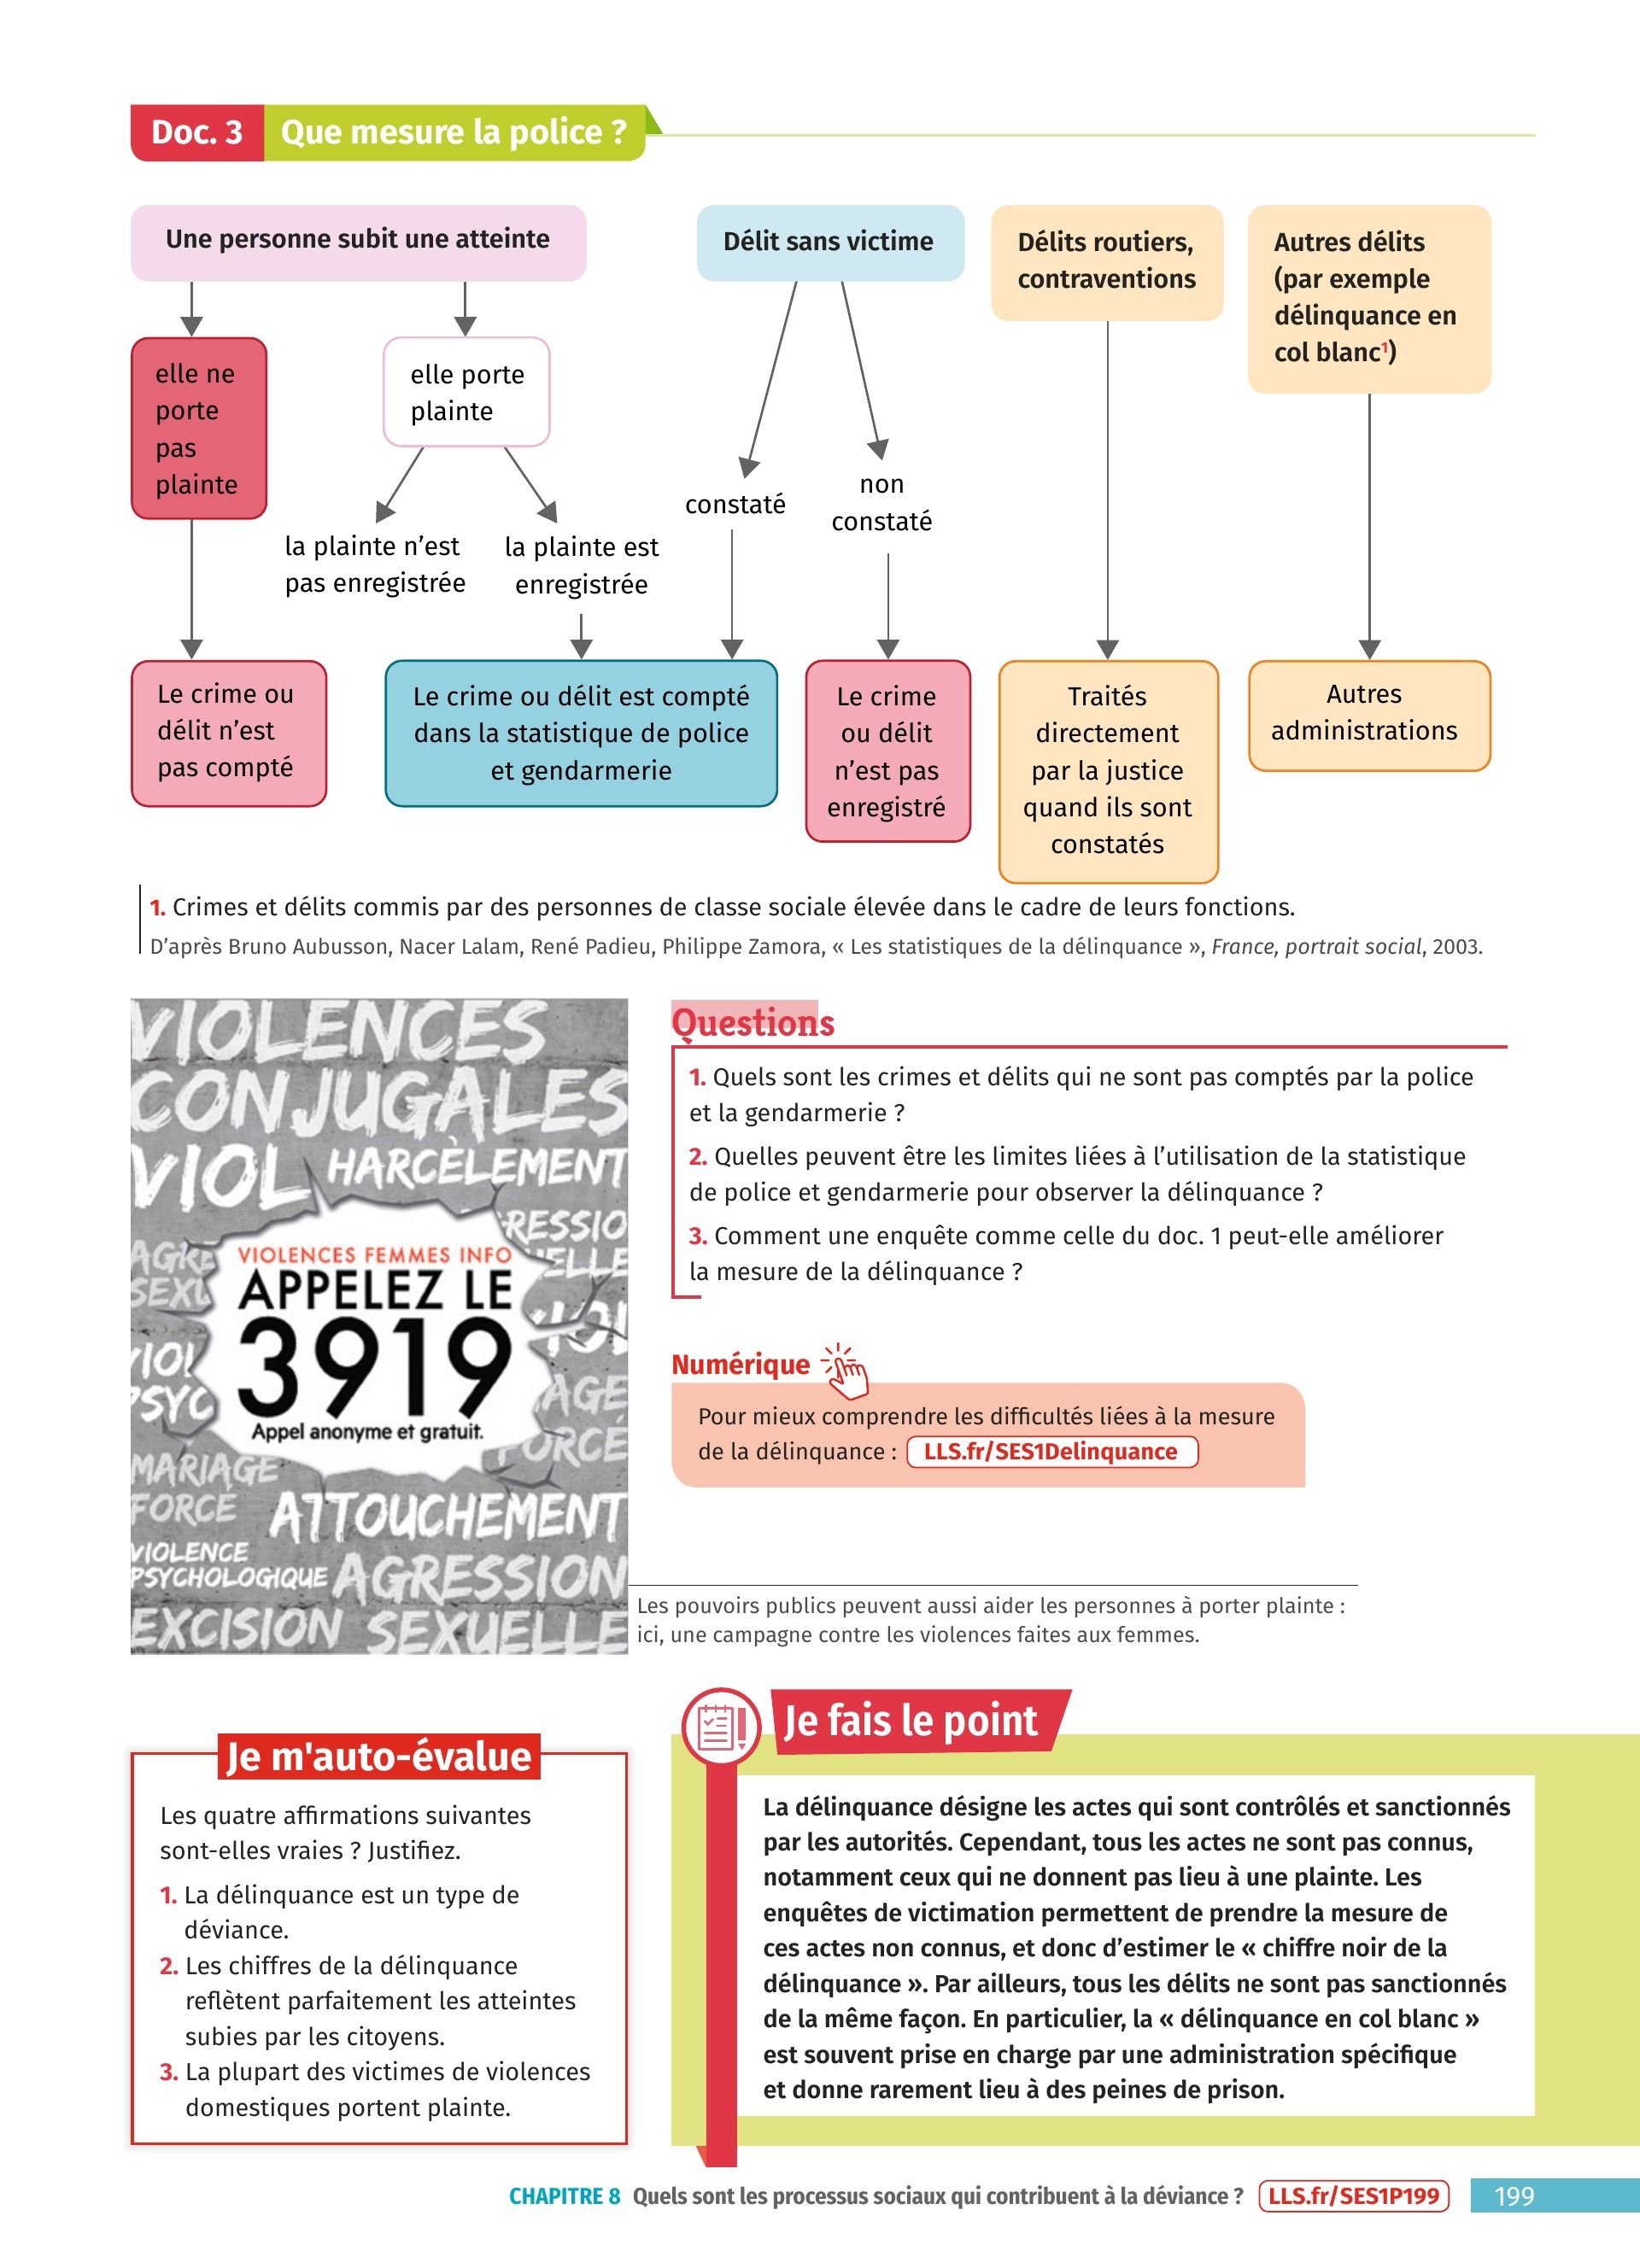 Doc. 3 Que mesure la police ?
Une personne subit une atteinte
Délit sans victime
Délits routiers,
contraventions
Autres délits
(par exemple
délinquance en
col blanc¹)
elle ne
porte
pas
plainte
elle porte
plainte
la plainte n’est
pas enregistrée
la plainte est
enregistrée
constaté
non
constaté
Le crime ou
délit n’est
pas compté
Le crime ou délit est compté
dans la statistique de police
et gendarmerie
Le crime
ou délit
n’est pas
enregistré
Traités
directement
par la justice
quand ils sont
constatés
Autres
administrations
1. Crimes et délits commis par des personnes de classe sociale élevée dans le cadre de leurs fonctions.
D’après Bruno Aubusson, Nacer Lalam, René Padieu, Philippe Zamora, « Les statistiques de la délinquance », France, portrait social, 2003.
VIOLENCES
CONJUGALES
VIOL HARCÈLEMENT
VIOLENCES FEMMES INFO
APPELEZ LE
3919
Appel anonyme et gratuit.
MARIAGE
FORCÉ
ATTOUCHEMENT
VIOLENCE
PSYCHOLOGIQUE AGRESSION
EXCISION SEXUELLE
Questions
1. Quels sont les crimes et délits qui ne sont pas comptés par la police
et la gendarmerie ?
2. Quelles peuvent être les limites liées à l’utilisation de la statistique
de police et gendarmerie pour observer la délinquance ?
3. Comment une enquête comme celle du doc. 1 peut-elle améliorer
la mesure de la délinquance ?
Numérique
Pour mieux comprendre les difficultés liées à la mesure
de la délinquance : LLS.fr/SES1Delinquance
Les pouvoirs publics peuvent aussi aider les personnes à porter plainte :
ici, une campagne contre les violences faites aux femmes.
Je m'auto-évalue
Les quatre affirmations suivantes
sont-elles vraies ? Justifiez.
1. La délinquance est un type de
déviance.
2. Les chiffres de la délinquance
reflètent parfaitement les atteintes
subies par les citoyens.
3. La plupart des victimes de violences
domestiques portent plainte.
Je fais le point
La délinquance désigne les actes qui sont contrôlés et sanctionnés
par les autorités. Cependant, tous les actes ne sont pas connus,
notamment ceux qui ne donnent pas lieu à une plainte. Les
enquêtes de victimation permettent de prendre la mesure de
ces actes non connus, et donc d’estimer le « chiffre noir de la
délinquance ». Par ailleurs, tous les délits ne sont pas sanctionnés
de la même façon. En particulier, la « délinquance en col blanc »
est souvent prise en charge par une administration spécifique
et donne rarement lieu à des peines de prison.
CHAPITRE 8 Quels sont les processus sociaux qui contribuent à la déviance ? LLS.fr/SES1P199 199